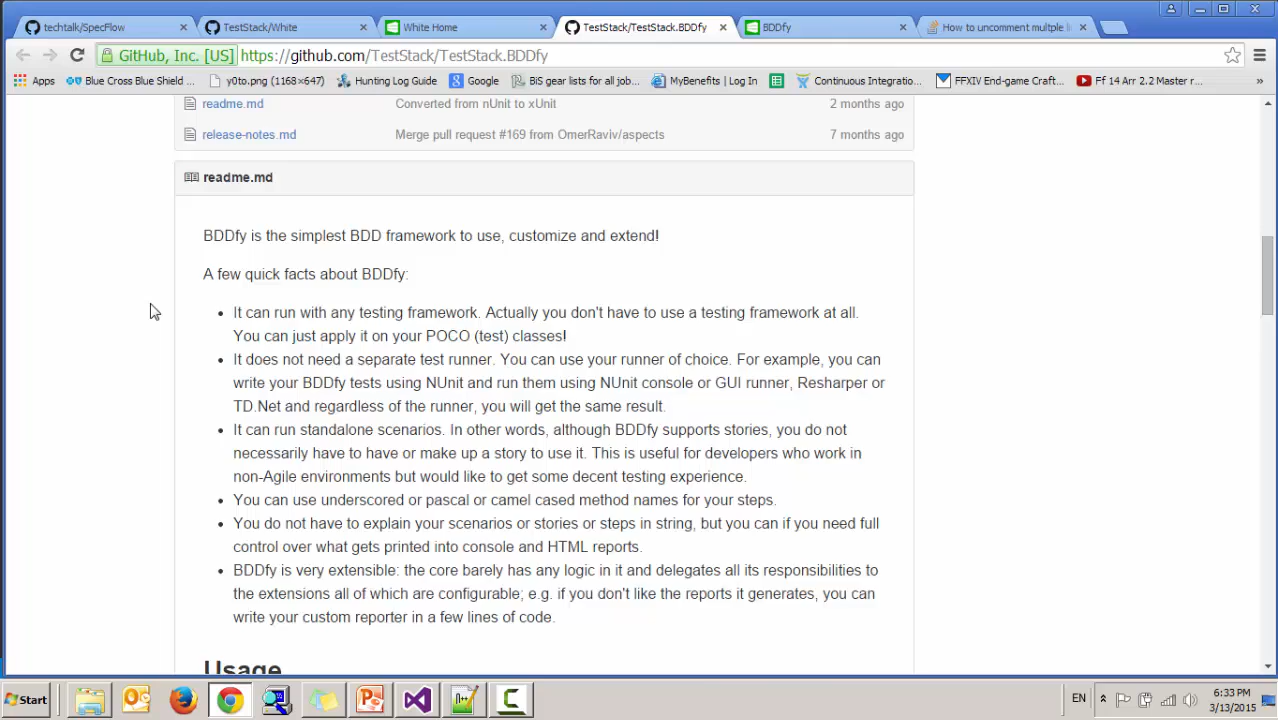 techtalk/SpecFlow
TestStack/White
White Home
TestStack/TestStack.BDDfy
BDDfy
How to uncomment multple li
GitHub, Inc. [US] https://github.com/TestStack/TestStack.BDDfy
Apps
Blue Cross Blue Shield ...
y0to.png (1168×647)
Hunting Log Guide
Google
BiS gear lists for all job...
MyBenefits | Log In
Continuous Integratio...
FFXIV End-game Craft...
Ff 14 Arr 2.2 Master r...
»
readme.md Converted from nUnit to xUnit 2 months ago
release-notes.md Merge pull request #169 from OmerRaviv/aspects 7 months ago
readme.md
BDDfy is the simplest BDD framework to use, customize and extend!
A few quick facts about BDDfy:
• It can run with any testing framework. Actually you don't have to use a testing framework at all.
You can just apply it on your POCO (test) classes!
• It does not need a separate test runner. You can use your runner of choice. For example, you can
write your BDDfy tests using NUnit and run them using NUnit console or GUI runner, Resharper or
TD.Net and regardless of the runner, you will get the same result.
• It can run standalone scenarios. In other words, although BDDfy supports stories, you do not
necessarily have to have or make up a story to use it. This is useful for developers who work in
non-Agile environments but would like to get some decent testing experience.
• You can use underscored or pascal or camel cased method names for your steps.
• You do not have to explain your scenarios or stories or steps in string, but you can if you need full
control over what gets printed into console and HTML reports.
• BDDfy is very extensible: the core barely has any logic in it and delegates all its responsibilities to
the extensions all of which are configurable; e.g. if you don't like the reports it generates, you can
write your custom reporter in a few lines of code.
Usage
Start
EN
6:33 PM
3/13/2015